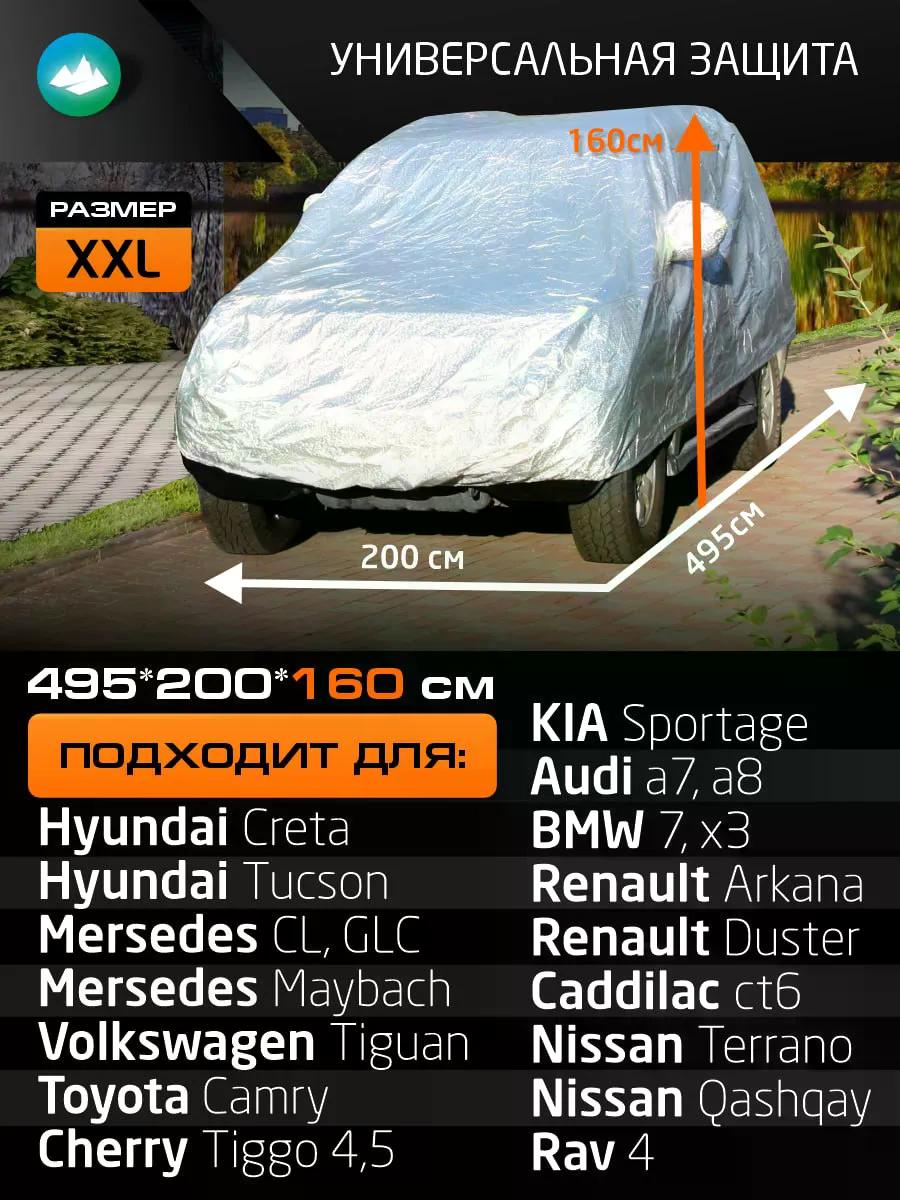 УНИВЕРСАЛЬНАЯ ЗАЩИТА
160см
РАЗМЕР
XXL
200 см
495см
495*200*160 см
ПОДХОДИТ ДЛЯ:
Hyundai Creta
Hyundai Tucson
Mersedes CL, GLC
Mersedes Maybach
Volkswagen Tiguan
Toyota Camry
Cherry Tiggo 4,5
KIA Sportage
Audi a7, a8
BMW 7, x3
Renault Arkana
Renault Duster
Caddilac ct6
Nissan Terrano
Nissan Qashqay
Rav 4